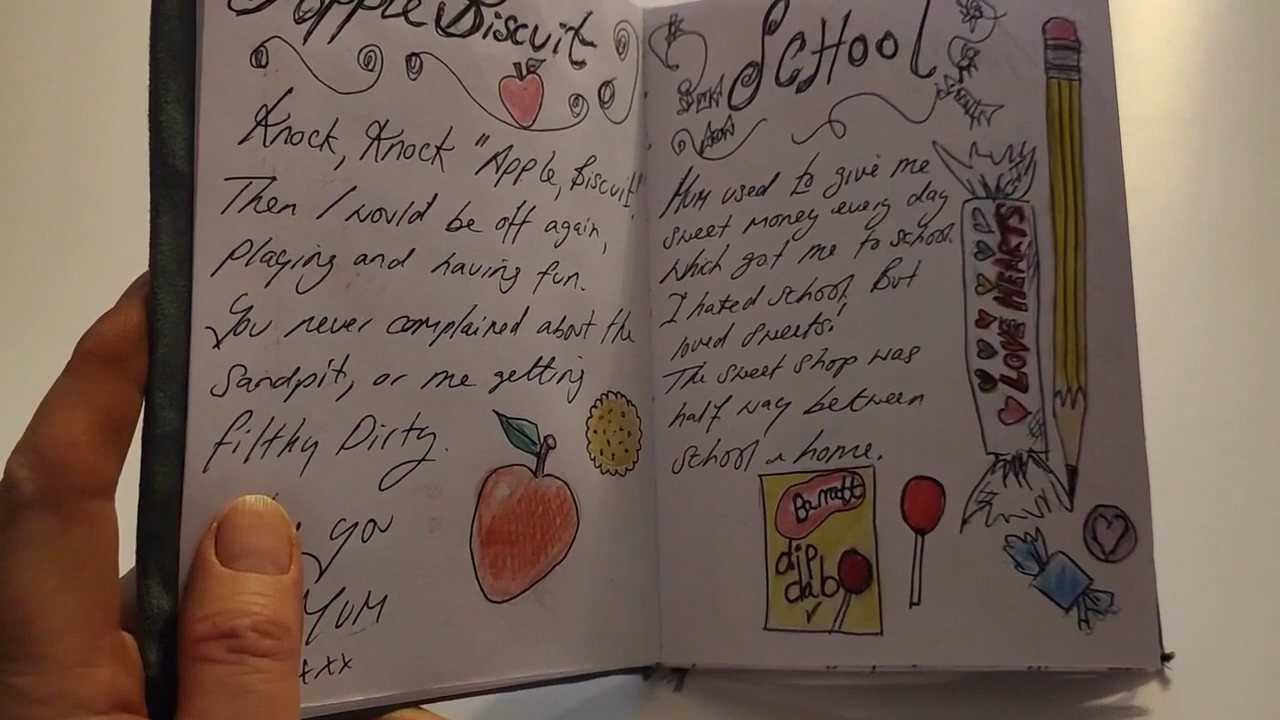 Apple Biscuit
Knock, Knock "Apple, Biscuit!"
Then I would be off again,
Playing and having fun.
You never complained about the
Sandpit, or me getting
filthy Dirty.
you
Mum
xxx
SCHOOL
Mum used to give me
sweet money every day
which got me to school.
I hated school, But
loved sweets!
The sweet shop was
half way between
school & home.
LOVE HEARTS
Barratt
dip
dab